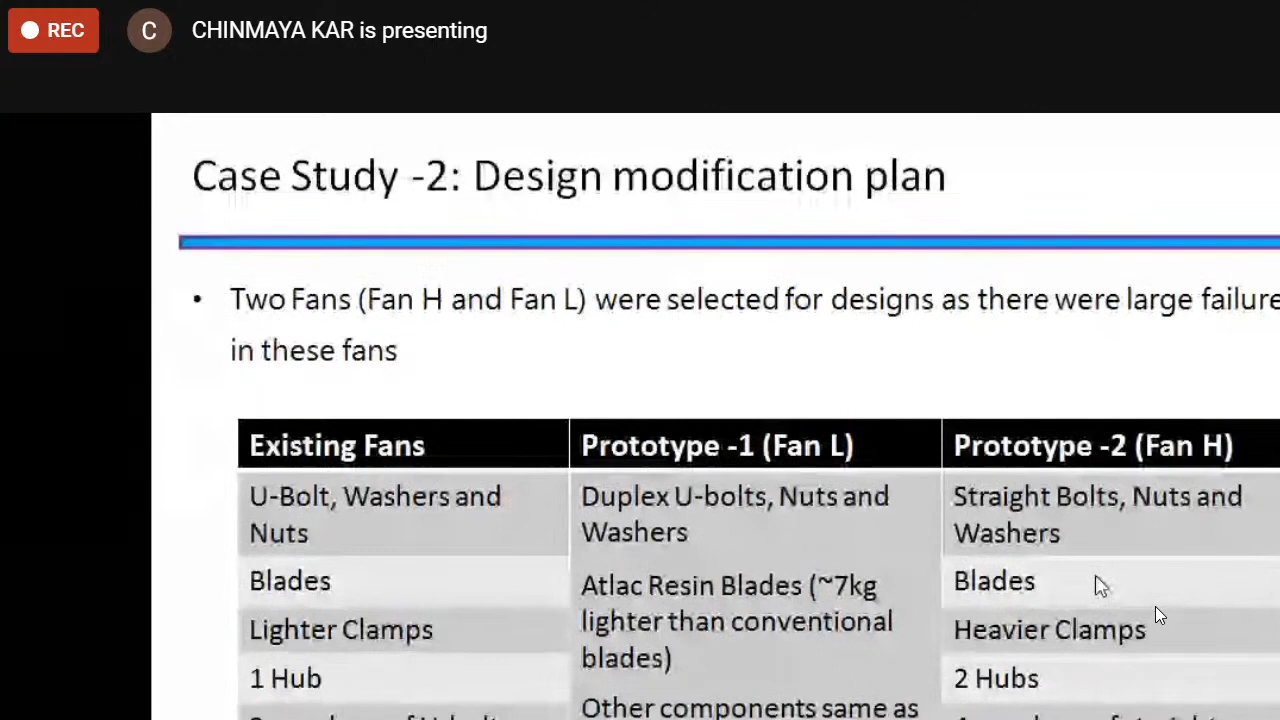 REC
C
CHINMAYA KAR is presenting
Case Study -2: Design modification plan
• Two Fans (Fan H and Fan L) were selected for designs as there were large failure
in these fans
Existing Fans
Prototype -1 (Fan L)
Prototype -2 (Fan H)
U-Bolt, Washers and
Nuts
Duplex U-bolts, Nuts and
Washers
Straight Bolts, Nuts and
Washers
Blades
Atlac Resin Blades (~7kg
lighter than conventional
blades)
Blades
Lighter Clamps
Heavier Clamps
1 Hub
2 Hubs
Other components same as